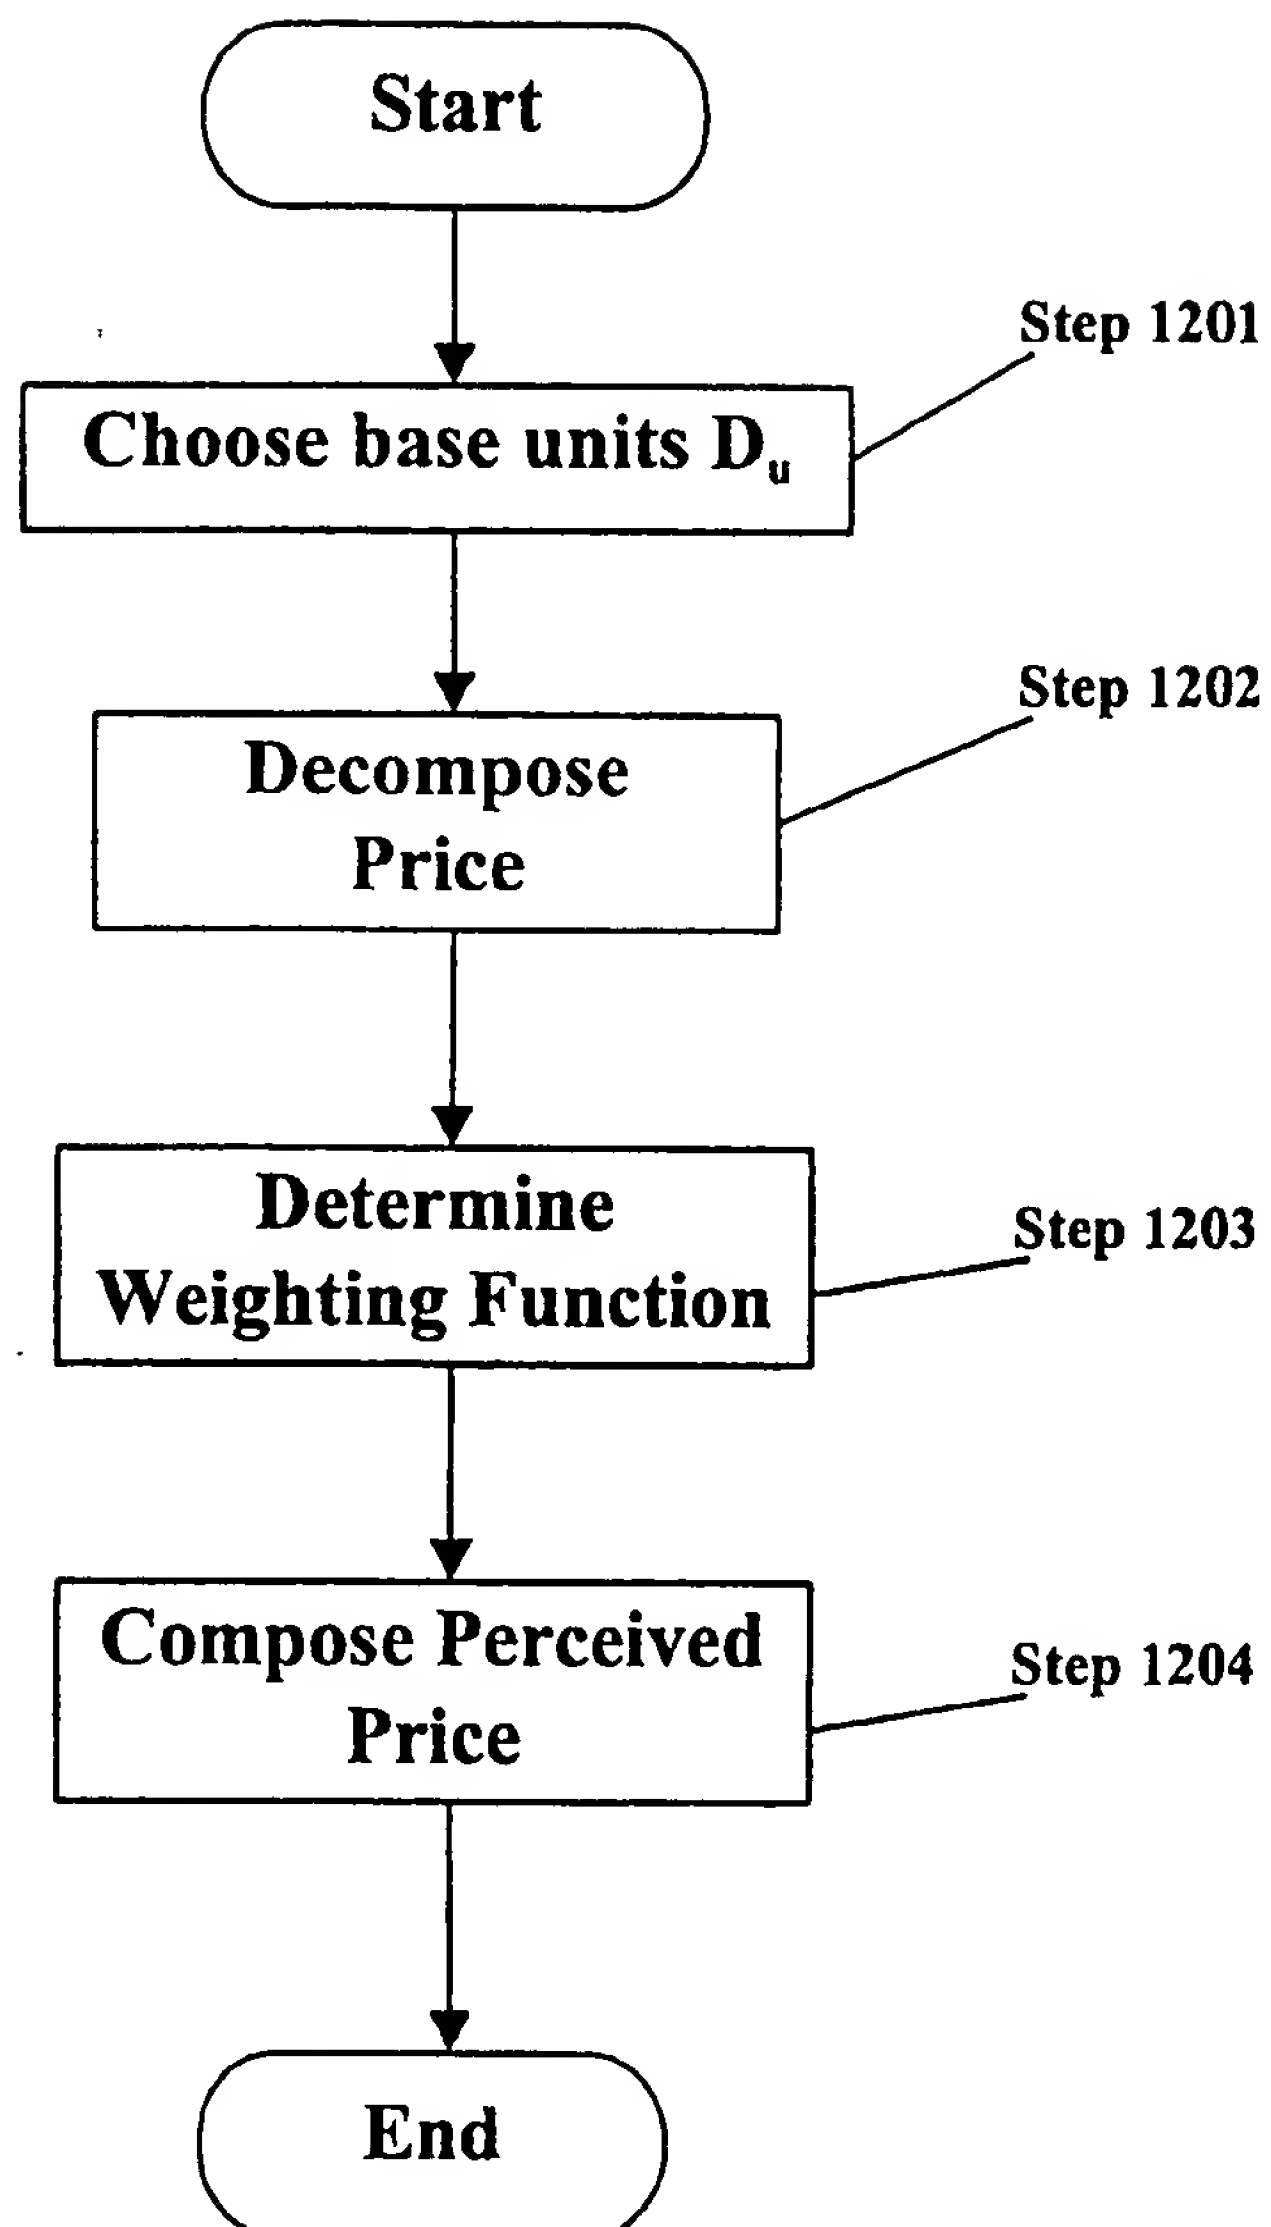 Start
Step 1201
Choose base units Du
Step 1202
Decompose
Price
Determine
Weighting Function
Step 1203
Compose Perceived
Price
Step 1204
End